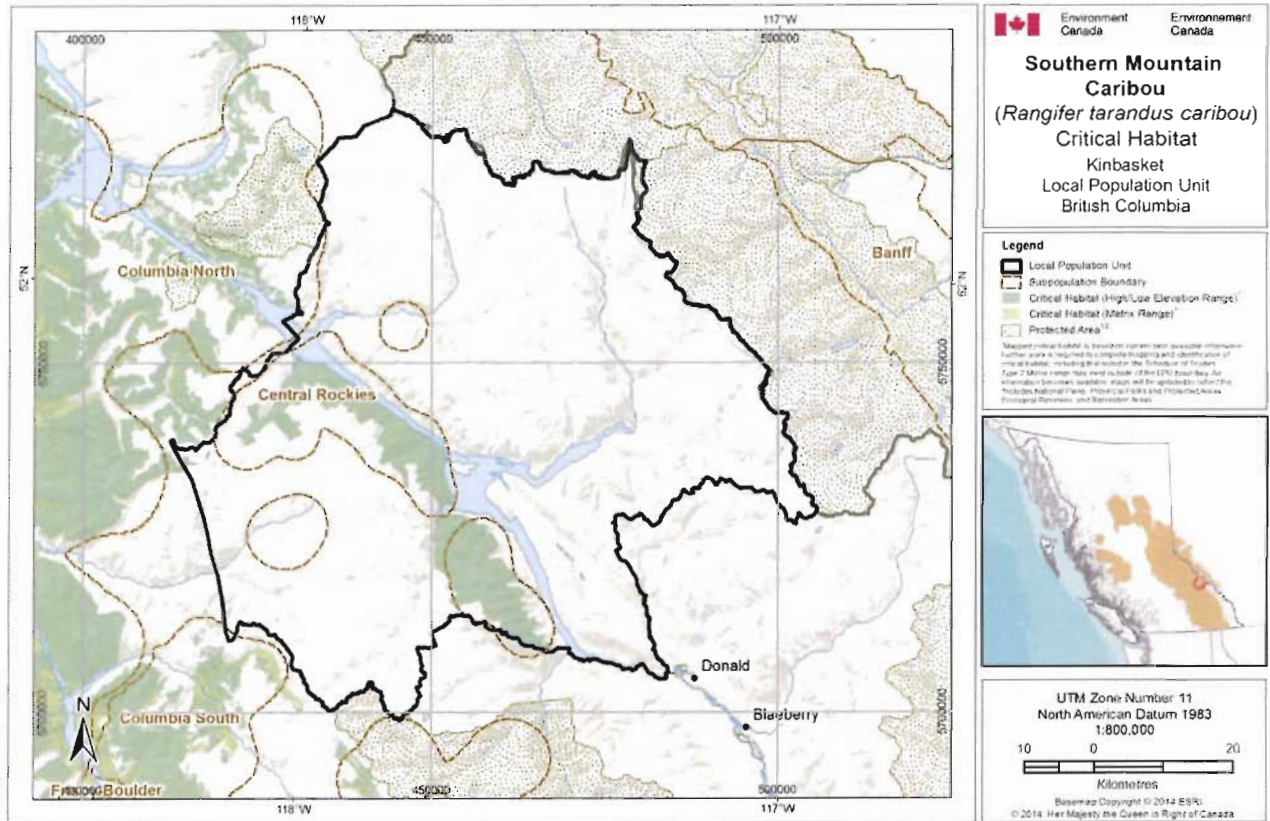 118°W
117°W
400000
450000
500000
52°N
52°N
5750000
5750000
5700000
5700000
Columbia North
Banff
Central Rockies
Donald
Blaeberry
Columbia South
N
Boulder
450000
500000
118°W
117°W
Environment
Canada
Environnement
Canada
Southern Mountain
Caribou
(Rangifer tarandus caribou)
Critical Habitat
Kinbasket
Local Population Unit
British Columbia
Legend
Local Population Unit
Subpopulation Boundary
Critical Habitat (High/Low Elevation Range)
Critical Habitat (Matrix Range)
Protected Area
UTM Zone Number 11
North American Datum 1983
1:800,000
10 0 20
Kilometres
Basemap Copyright © 2014 ESRI
© 2014. Her Majesty the Queen in Right of Canada